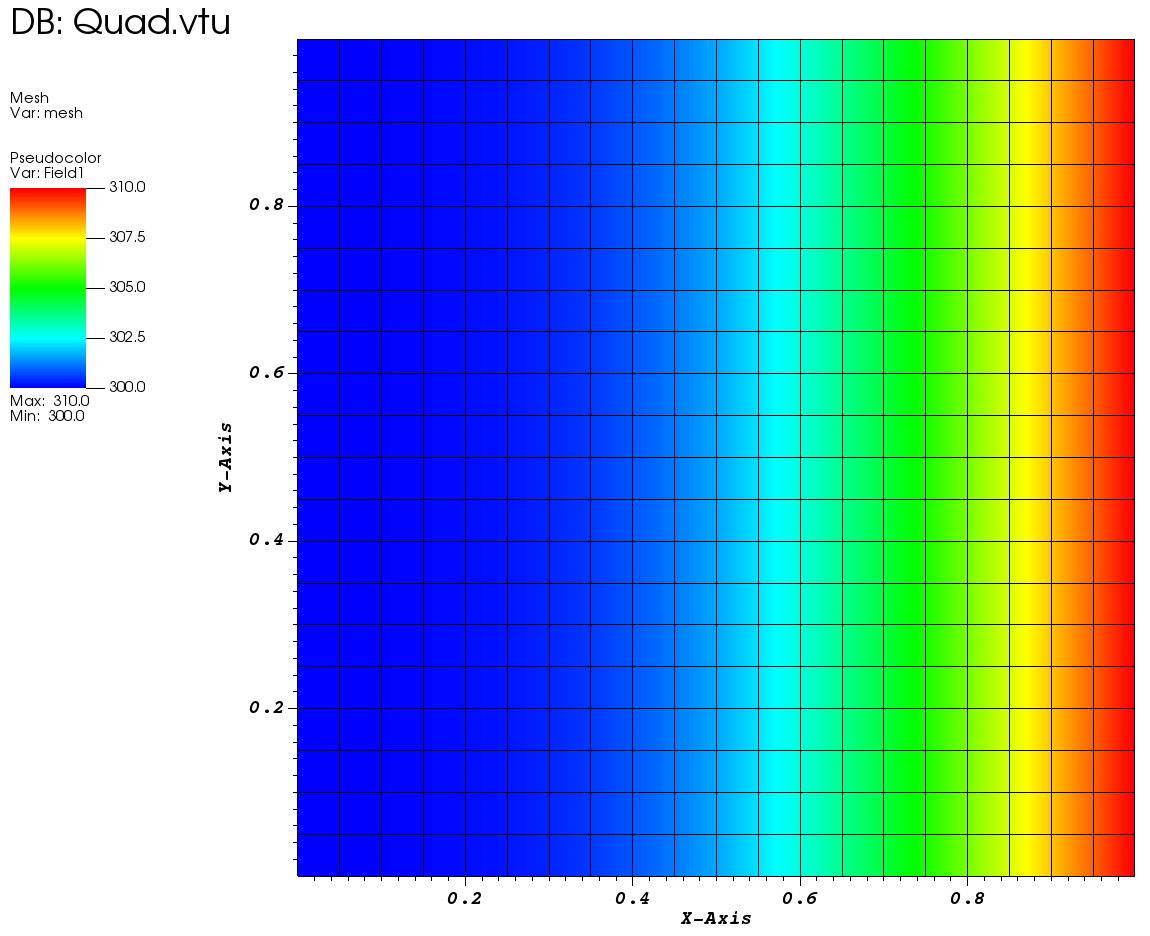 DB: Quad.vtu
Mesh
Var: mesh
Pseudocolor
Var: Field1
310.0
307.5
305.0
302.5
300.0
Max: 310.0
Min: 300.0
0.8
0.6
0.4
0.2
Y-Axis
0.2 0.4 0.6 0.8
X-Axis